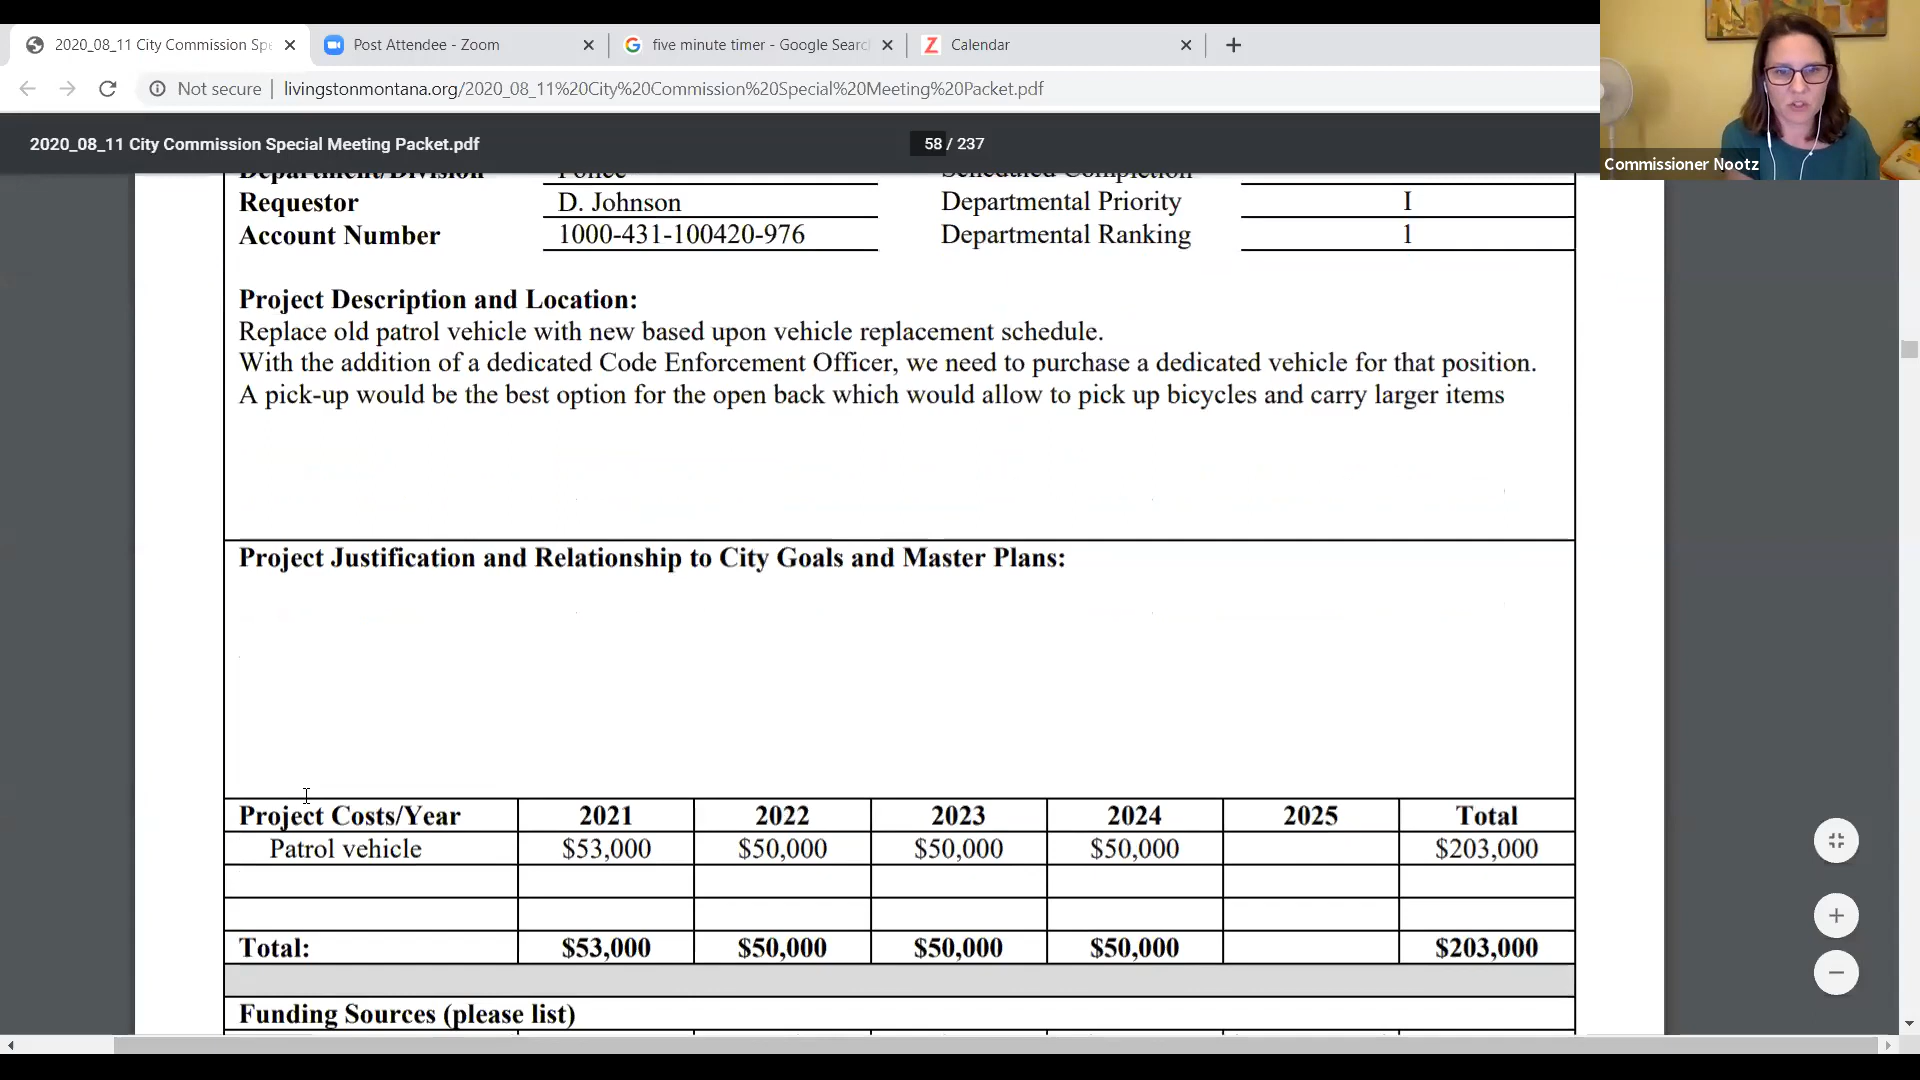 2020_08_11 City Commission Spe
Post Attendee - Zoom
five minute timer - Google Searc
Calendar
Not secure
livingstonmontana.org/2020_08_11%20City%20Commission%20Special%20Meeting%20Packet.pdf
2020_08_11 City Commission Special Meeting Packet.pdf
58 / 237
Commissioner Nootz
Department/Division Police Scheduled Completion
Requestor D. Johnson Departmental Priority I
Account Number 1000-431-100420-976 Departmental Ranking 1
Project Description and Location:
Replace old patrol vehicle with new based upon vehicle replacement schedule.
With the addition of a dedicated Code Enforcement Officer, we need to purchase a dedicated vehicle for that position.
A pick-up would be the best option for the open back which would allow to pick up bicycles and carry larger items
Project Justification and Relationship to City Goals and Master Plans:
Project Costs/Year 2021 2022 2023 2024 2025 Total
Patrol vehicle $53,000 $50,000 $50,000 $50,000 $203,000
Total: $53,000 $50,000 $50,000 $50,000 $203,000
Funding Sources (please list)